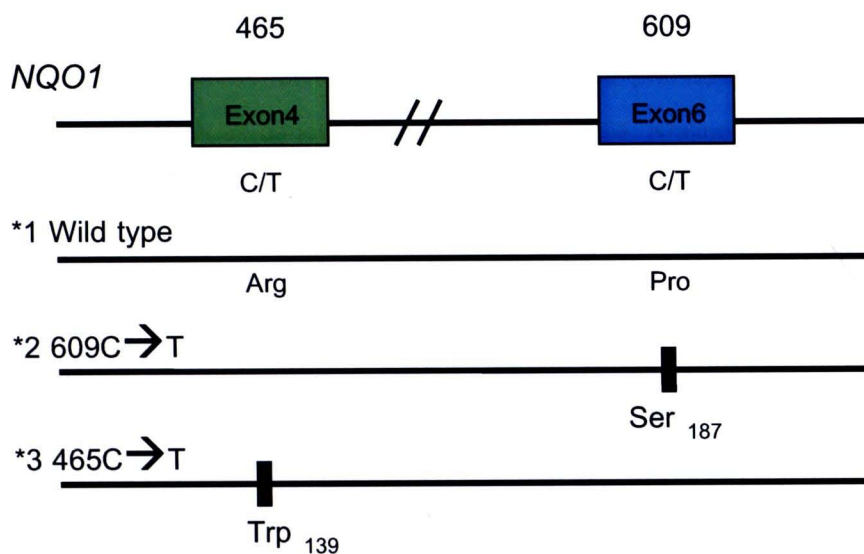 465 609
NQO1
Exon4 Exon6
C/T C/T
*1 Wild type
Arg Pro
*2 609C→T
Ser 187
*3 465C→T
Trp 139